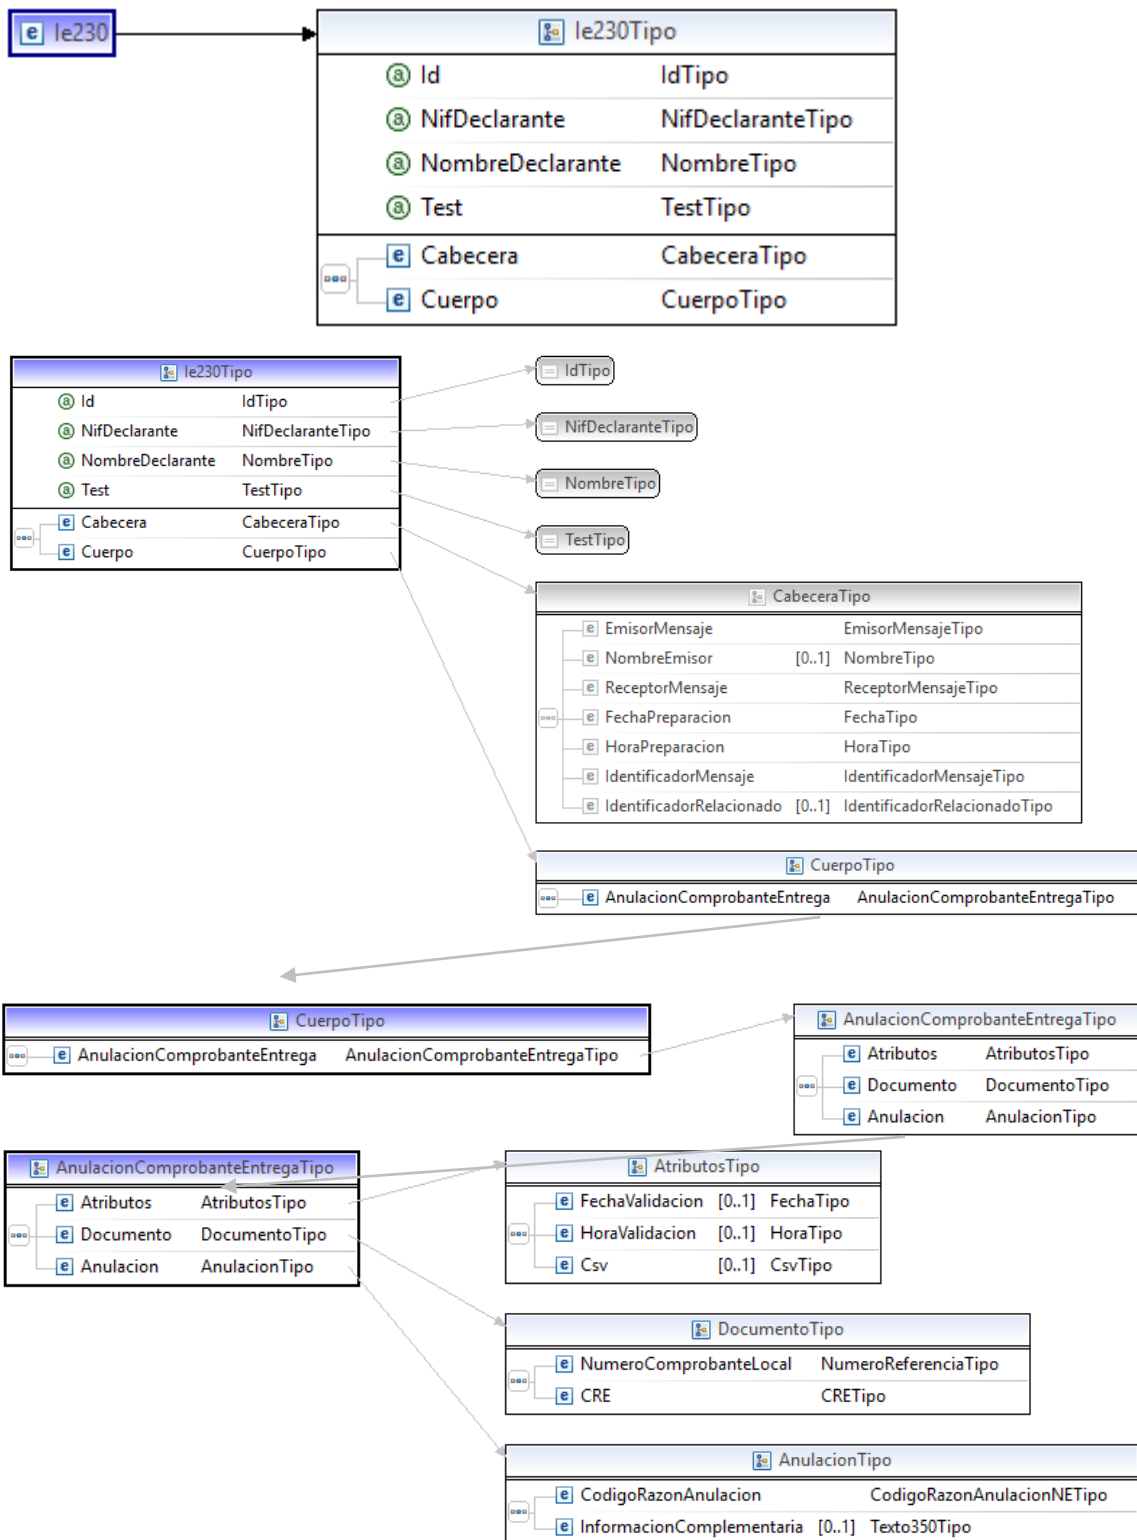 Ie230
Ie230Tipo
Id IdTipo
NifDeclarante NifDeclaranteTipo
NombreDeclarante NombreTipo
Test TestTipo
Cabecera CabeceraTipo
Cuerpo CuerpoTipo
Ie230Tipo
Id IdTipo
NifDeclarante NifDeclaranteTipo
NombreDeclarante NombreTipo
Test TestTipo
Cabecera CabeceraTipo
Cuerpo CuerpoTipo
IdTipo
NifDeclaranteTipo
NombreTipo
TestTipo
CabeceraTipo
EmisorMensaje EmisorMensajeTipo
NombreEmisor [0..1] NombreTipo
ReceptorMensaje ReceptorMensajeTipo
FechaPreparacion FechaTipo
HoraPreparacion HoraTipo
IdentificadorMensaje IdentificadorMensajeTipo
IdentificadorRelacionado [0..1] IdentificadorRelacionadoTipo
CuerpoTipo
AnulacionComprobanteEntrega AnulacionComprobanteEntregaTipo
CuerpoTipo
AnulacionComprobanteEntrega AnulacionComprobanteEntregaTipo
AnulacionComprobanteEntregaTipo
Atributos AtributosTipo
Documento DocumentoTipo
Anulacion AnulacionTipo
AnulacionComprobanteEntregaTipo
Atributos AtributosTipo
Documento DocumentoTipo
Anulacion AnulacionTipo
AtributosTipo
FechaValidacion [0..1] FechaTipo
HoraValidacion [0..1] HoraTipo
Csv [0..1] CsvTipo
DocumentoTipo
NumeroComprobanteLocal NumeroReferenciaTipo
CRE CRETipo
AnulacionTipo
CodigoRazonAnulacion CodigoRazonAnulacionNETipo
InformacionComplementaria [0..1] Texto350Tipo